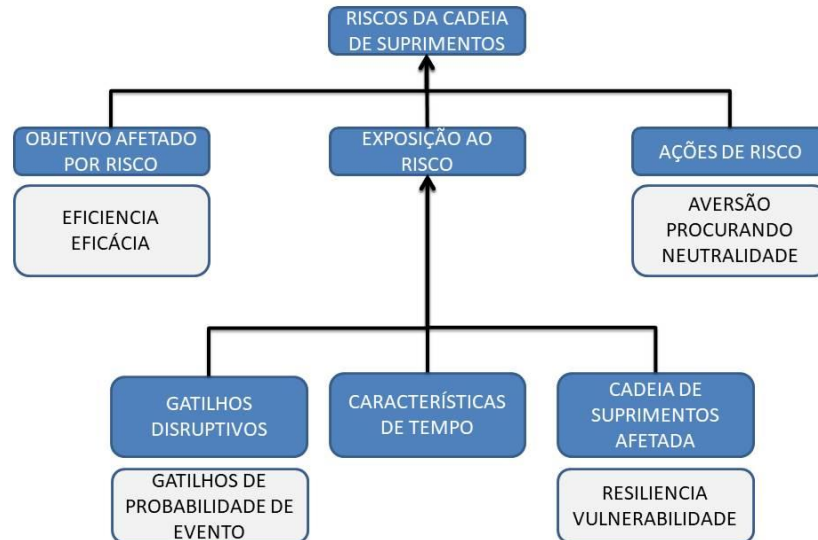 RISCOS DA CADEIA
DE SUPRIMENTOS
OBJETIVO AFETADO
POR RISCO
EXPOSIÇÃO AO
RISCO
AÇÕES DE RISCO
EFICIENCIA
EFICÁCIA
AVERSÃO
PROCURANDO
NEUTRALIDADE
GATILHOS
DISRUPTIVOS
CARACTERÍSTICAS
DE TEMPO
CADEIA DE
SUPRIMENTOS
AFETADA
GATILHOS DE
PROBABILIDADE DE
EVENTO
RESILIENCIA
VULNERABILIDADE